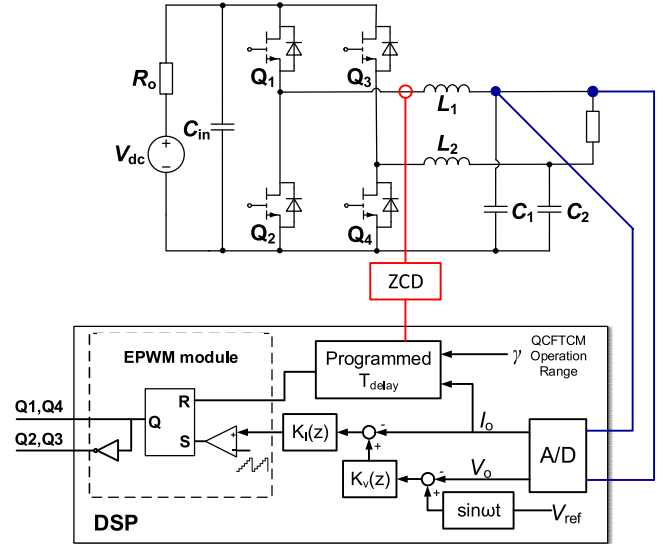 Q1
Q3
Ro
Cin
Vdc
L1
L2
Q2
Q4
C1
C2
ZCD
EPWM module
Programmed
Tdelay
γ
QCFTCM
Operation
Range
Q1,Q4
Q
R
Q2,Q3
S
+
-
KI(z)
-
+
Io
A/D
Kv(z)
-
+
Vo
sinωt
Vref
DSP
+
-